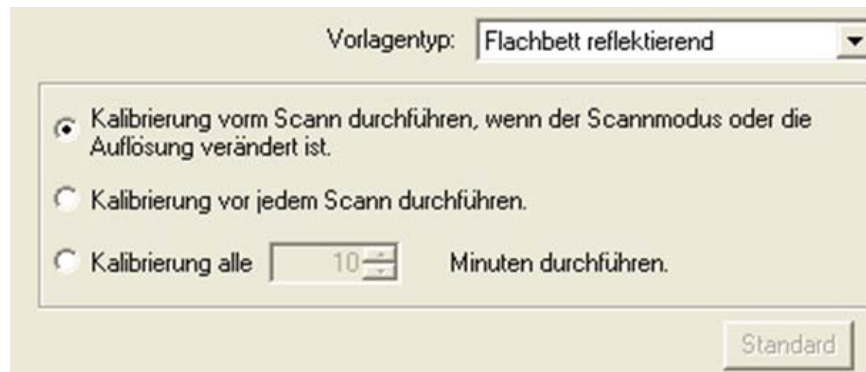 Vorlagentyp: Flachbett reflektierend
Kalibrierung vorm Scann durchführen, wenn der Scannmodus oder die
Auflösung verändert ist.
Kalibrierung vor jedem Scann durchführen.
Kalibrierung alle 10 Minuten durchführen.
Standard